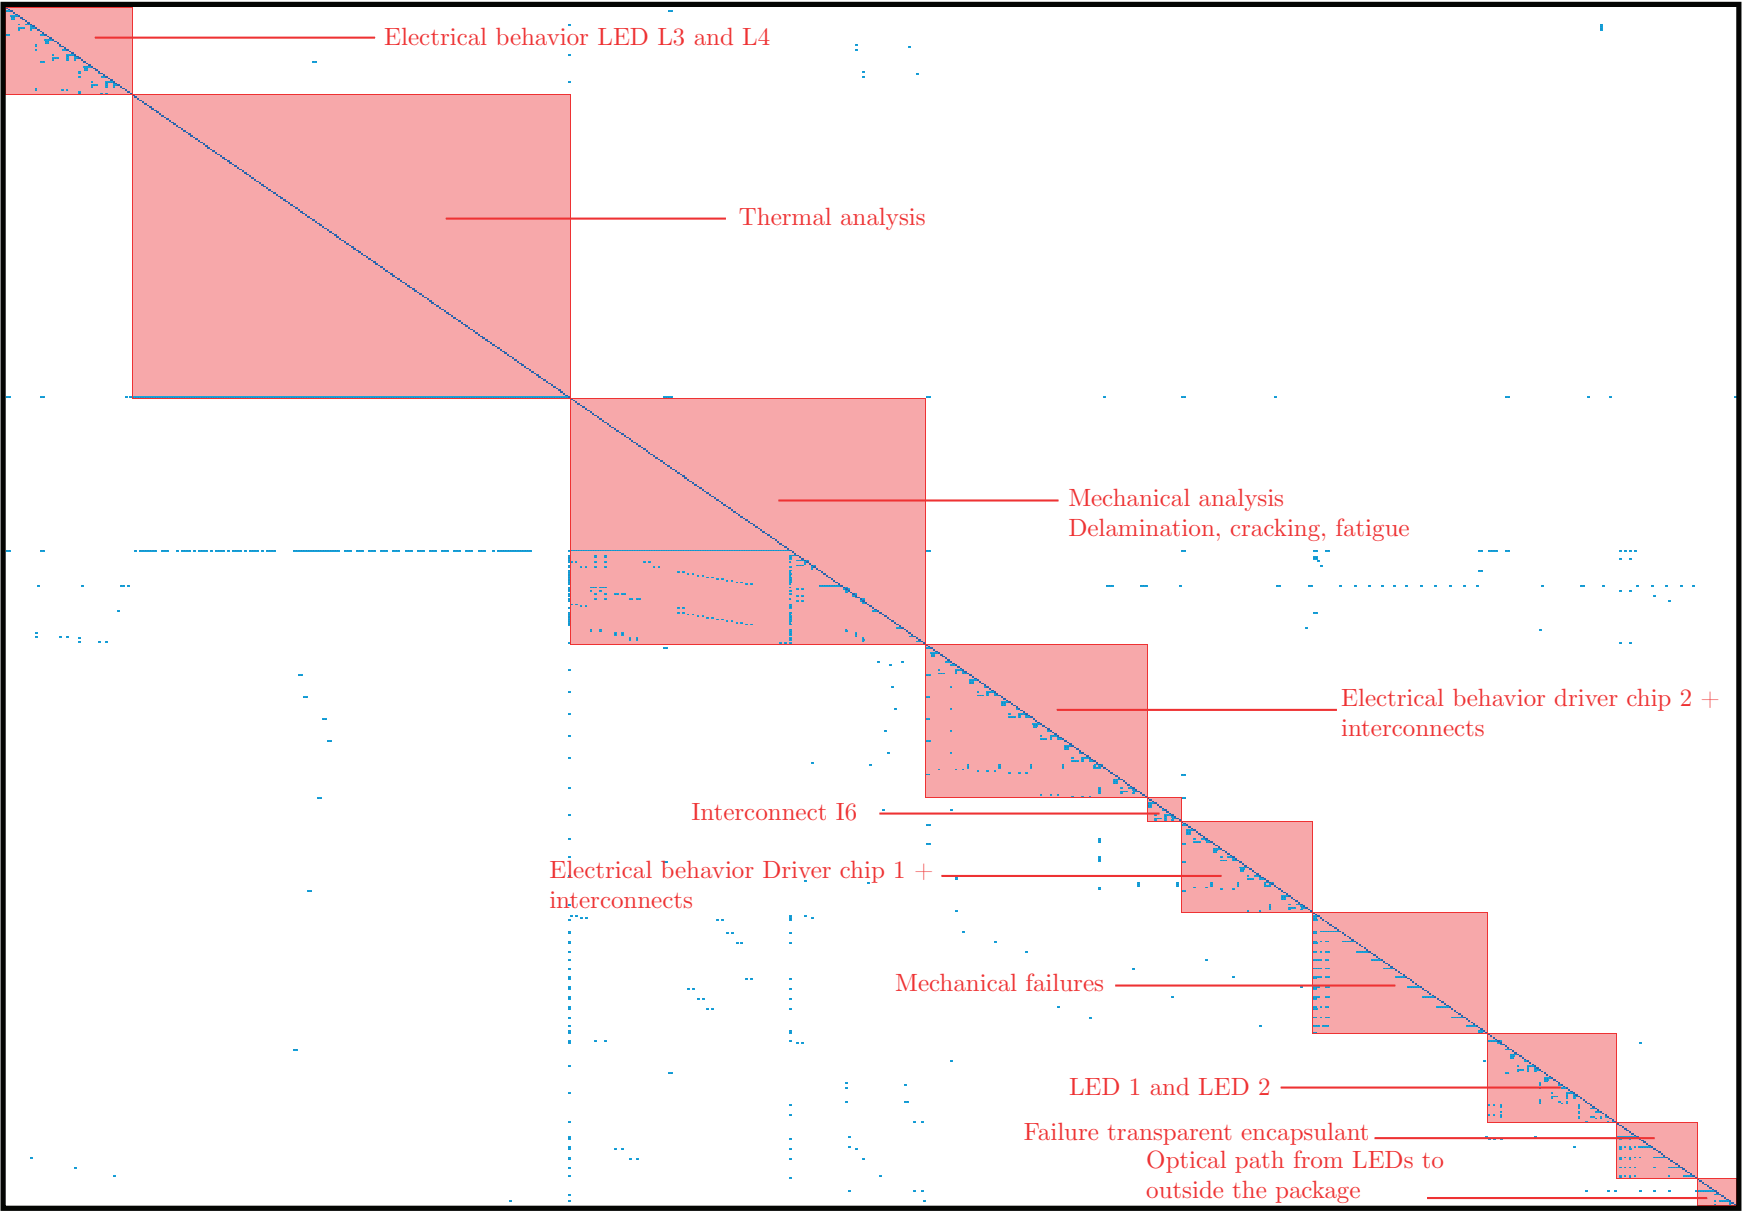 Electrical behavior LED L3 and L4
Thermal analysis
Mechanical analysis
Delamination, cracking, fatigue
Electrical behavior driver chip 2 +
interconnects
Interconnect I6
Electrical behavior Driver chip 1 +
interconnects
Mechanical failures
LED 1 and LED 2
Failure transparent encapsulant
Optical path from LEDs to
outside the package